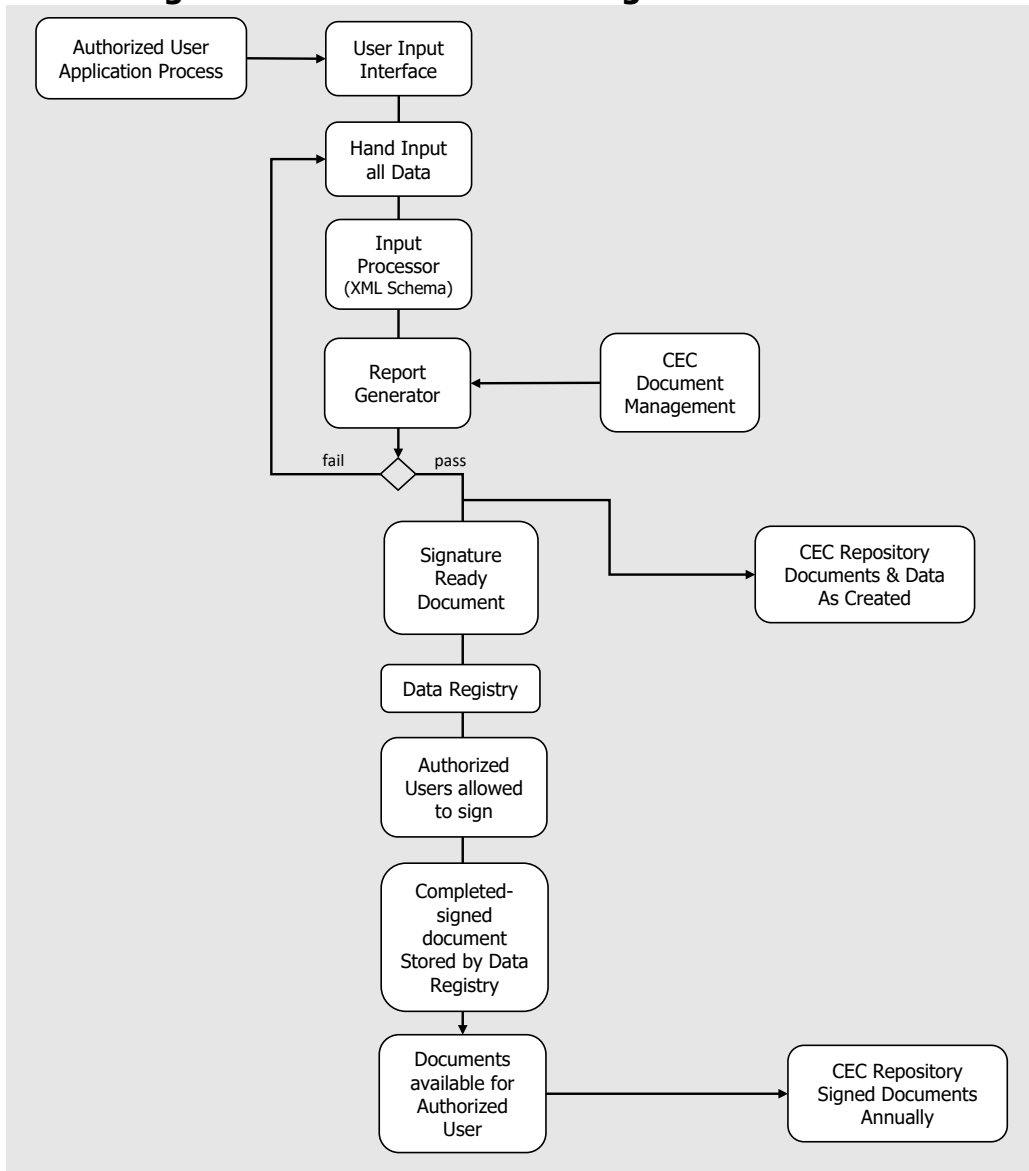 Authorized User
Application Process
User Input
Interface
Hand Input
all Data
Input
Processor
(XML Schema)
Report
Generator
CEC
Document
Management
fail
pass
Signature
Ready
Document
CEC Repository
Documents & Data
As Created
Data Registry
Authorized
Users allowed
to sign
Completed-
signed
document
Stored by Data
Registry
Documents
available for
Authorized
User
CEC Repository
Signed Documents
Annually